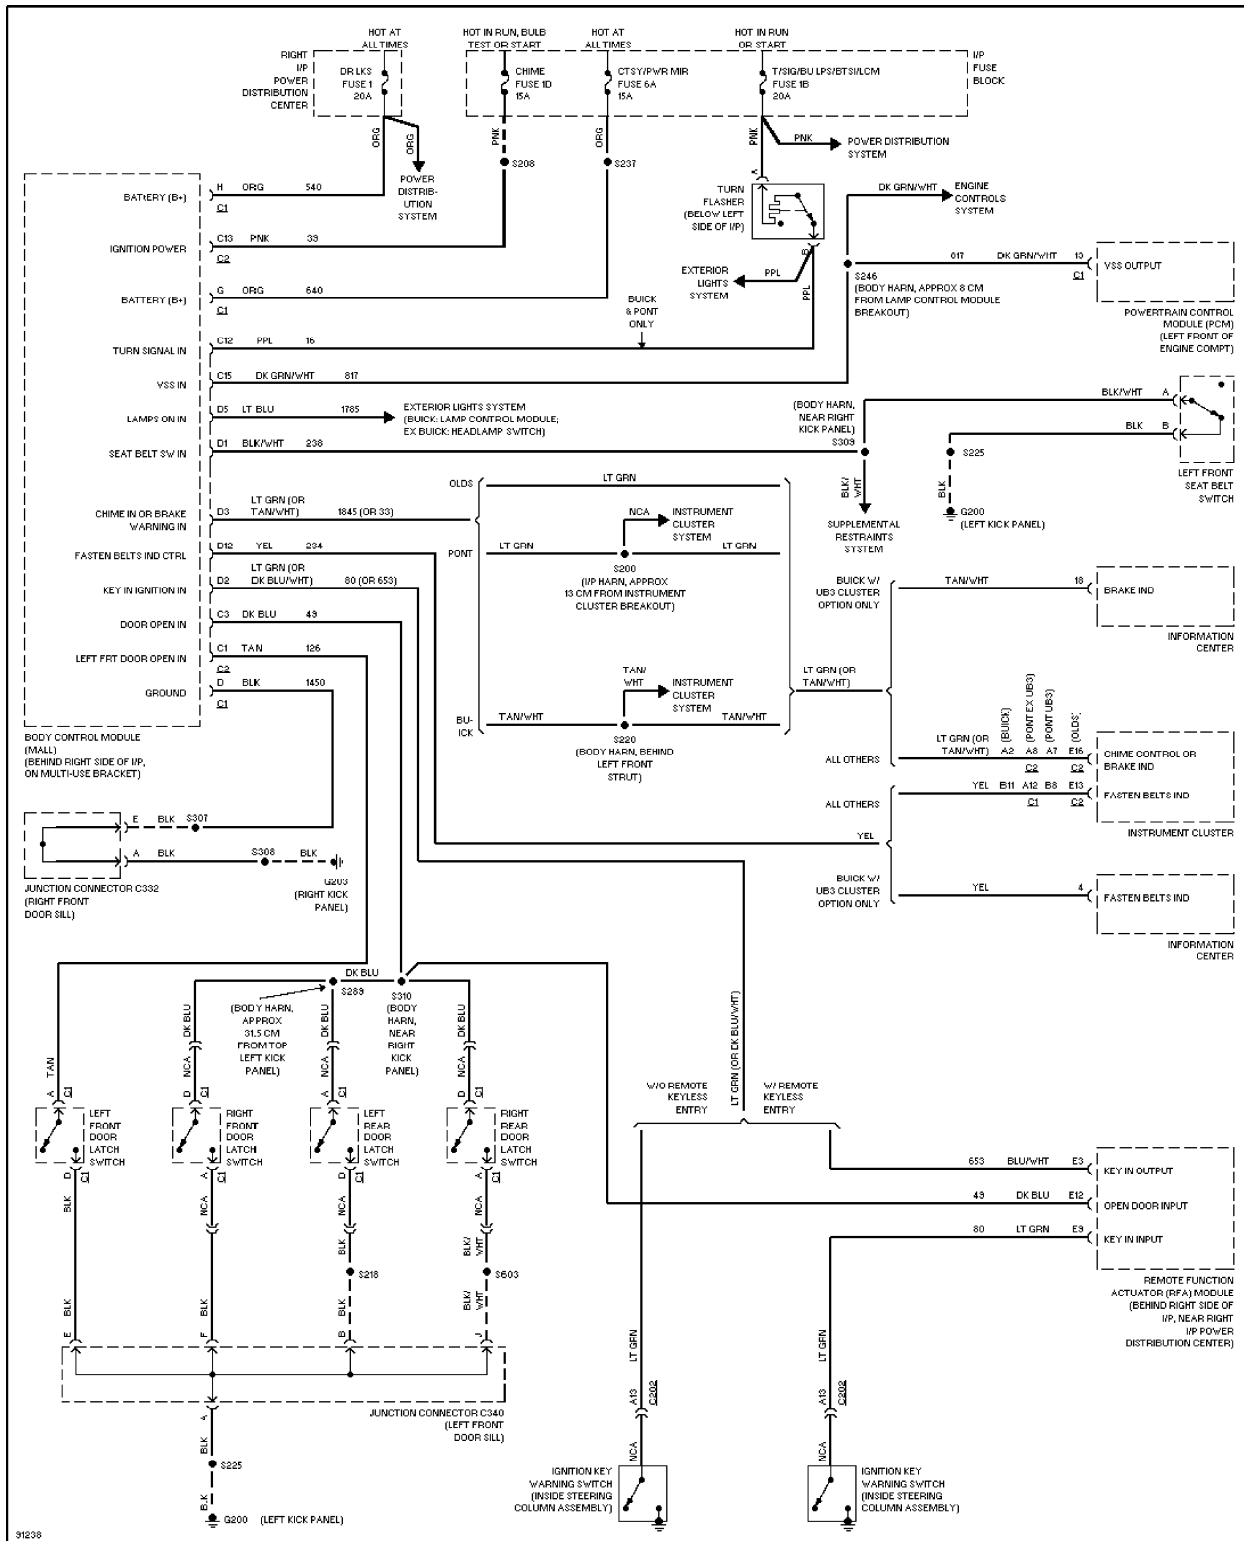 HOT AT
ALL TIMES
HOT IN RUN, BULB
TEST OR START
HOT AT
ALL TIMES
HOT IN RUN
OR START
RIGHT
I/P
POWER
DISTRIBUTION
CENTER
DR LKS
FUSE 1
20A
CHIME
FUSE 1D
15A
CTSY/PWR MIR
FUSE 6A
15A
T/SIG/BU LPS/BTSI/LCM
FUSE 1B
20A
I/P
FUSE
BLOCK
ORG
ORG
PNK
ORG
PNK
PNK
POWER DISTRIBUTION
SYSTEM
S208
S237
POWER
DISTRIB-
UTION
SYSTEM
A
TURN
FLASHER
(BELOW LEFT
SIDE OF I/P)
B
DK GRN/WHT
ENGINE
CONTROLS
SYSTEM
BATTERY (B+)
H ORG 540
C1
IGNITION POWER
C13 PNK 39
C2
BATTERY (B+)
G ORG 640
C1
EXTERIOR
LIGHTS
SYSTEM
PPL
PPL
BUICK
& PONT
ONLY
S246
(BODY HARN, APPROX 8 CM
FROM LAMP CONTROL MODULE
BREAKOUT)
817 DK GRN/WHT 13
C1
VSS OUTPUT
POWERTRAIN CONTROL
MODULE (PCM)
(LEFT FRONT OF
ENGINE COMPT)
TURN SIGNAL IN
C12 PPL 16
VSS IN
C15 DK GRN/WHT 817
LAMPS ON IN
D5 LT BLU 1785
EXTERIOR LIGHTS SYSTEM
(BUICK: LAMP CONTROL MODULE;
EX BUICK: HEADLAMP SWITCH)
SEAT BELT SW IN
D1 BLK/WHT 238
(BODY HARN,
NEAR RIGHT
KICK PANEL)
S309
BLK/WHT A
BLK B
S225
BLK
G200
(LEFT KICK PANEL)
LEFT FRONT
SEAT BELT
SWITCH
BLK/
WHT
SUPPLEMENTAL
RESTRAINTS
SYSTEM
CHIME IN OR BRAKE
WARNING IN
LT GRN (OR
D3 TAN/WHT) 1845 (OR 33)
FASTEN BELTS IND CTRL
D12 YEL 234
KEY IN IGNITION IN
LT GRN (OR
D2 DK BLU/WHT) 80 (OR 653)
DOOR OPEN IN
C3 DK BLU 49
LEFT FRT DOOR OPEN IN
C1 TAN 126
C2
GROUND
D BLK 1450
C1
BODY CONTROL MODULE
(MALL)
(BEHIND RIGHT SIDE OF I/P,
ON MULTI-USE BRACKET)
OLDS
LT GRN
NCA
INSTRUMENT
CLUSTER
SYSTEM
PONT
LT GRN
LT GRN
S200
(I/P HARN, APPROX
13 CM FROM INSTRUMENT
CLUSTER BREAKOUT)
TAN/
WHT
INSTRUMENT
CLUSTER
SYSTEM
BU-
ICK
TAN/WHT
TAN/WHT
S220
(BODY HARN, BEHIND
LEFT FRONT
STRUT)
LT GRN (OR
TAN/WHT)
BUICK W/
UB3 CLUSTER
OPTION ONLY
TAN/WHT 18
BRAKE IND
INFORMATION
CENTER
(BUICK)
(PONT EX UB3)
(PONT UB3)
(OLDS)
ALL OTHERS
LT GRN (OR
TAN/WHT) A2 A8 A7 E16
C2 C2
CHIME CONTROL OR
BRAKE IND
ALL OTHERS
YEL B11 A12 B8 E13
C1 C2
FASTEN BELTS IND
INSTRUMENT CLUSTER
YEL
BUICK W/
UB3 CLUSTER
OPTION ONLY
YEL 4
FASTEN BELTS IND
INFORMATION
CENTER
E BLK S307
A BLK S308 BLK
G203
(RIGHT KICK
PANEL)
JUNCTION CONNECTOR C332
(RIGHT FRONT
DOOR SILL)
DK BLU
S289
S310
(BODY HARN,
APPROX
31.5 CM
FROM TOP
LEFT KICK
PANEL)
(BODY
HARN,
NEAR
RIGHT
KICK
PANEL)
DK BLU
DK BLU
DK BLU
TAN
NCA
NCA
NCA
A C1
D C1
A C1
D C1
LEFT
FRONT
DOOR
LATCH
SWITCH
RIGHT
FRONT
DOOR
LATCH
SWITCH
LEFT
REAR
DOOR
LATCH
SWITCH
RIGHT
REAR
DOOR
LATCH
SWITCH
D C1
A C1
D C1
A C1
BLK
NCA
NCA
NCA
BLK
BLK/
WHT
S218
S603
BLK
BLK
BLK
BLK/
WHT
E
F
B
J
JUNCTION CONNECTOR C340
(LEFT FRONT
DOOR SILL)
A
BLK
S225
BLK
G200 (LEFT KICK PANEL)
LT GRN (OR DK BLU/WHT)
W/O REMOTE
KEYLESS
ENTRY
W/ REMOTE
KEYLESS
ENTRY
653 BLU/WHT E3
KEY IN OUTPUT
49 DK BLU E12
OPEN DOOR INPUT
80 LT GRN E9
KEY IN INPUT
REMOTE FUNCTION
ACTUATOR (RFA) MODULE
(BEHIND RIGHT SIDE OF
I/P, NEAR RIGHT
I/P POWER
DISTRIBUTION CENTER)
LT GRN
LT GRN
A13 C202
A13 C202
NCA
NCA
IGNITION KEY
WARNING SWITCH
(INSIDE STEERING
COLUMN ASSEMBLY)
IGNITION KEY
WARNING SWITCH
(INSIDE STEERING
COLUMN ASSEMBLY)
91238